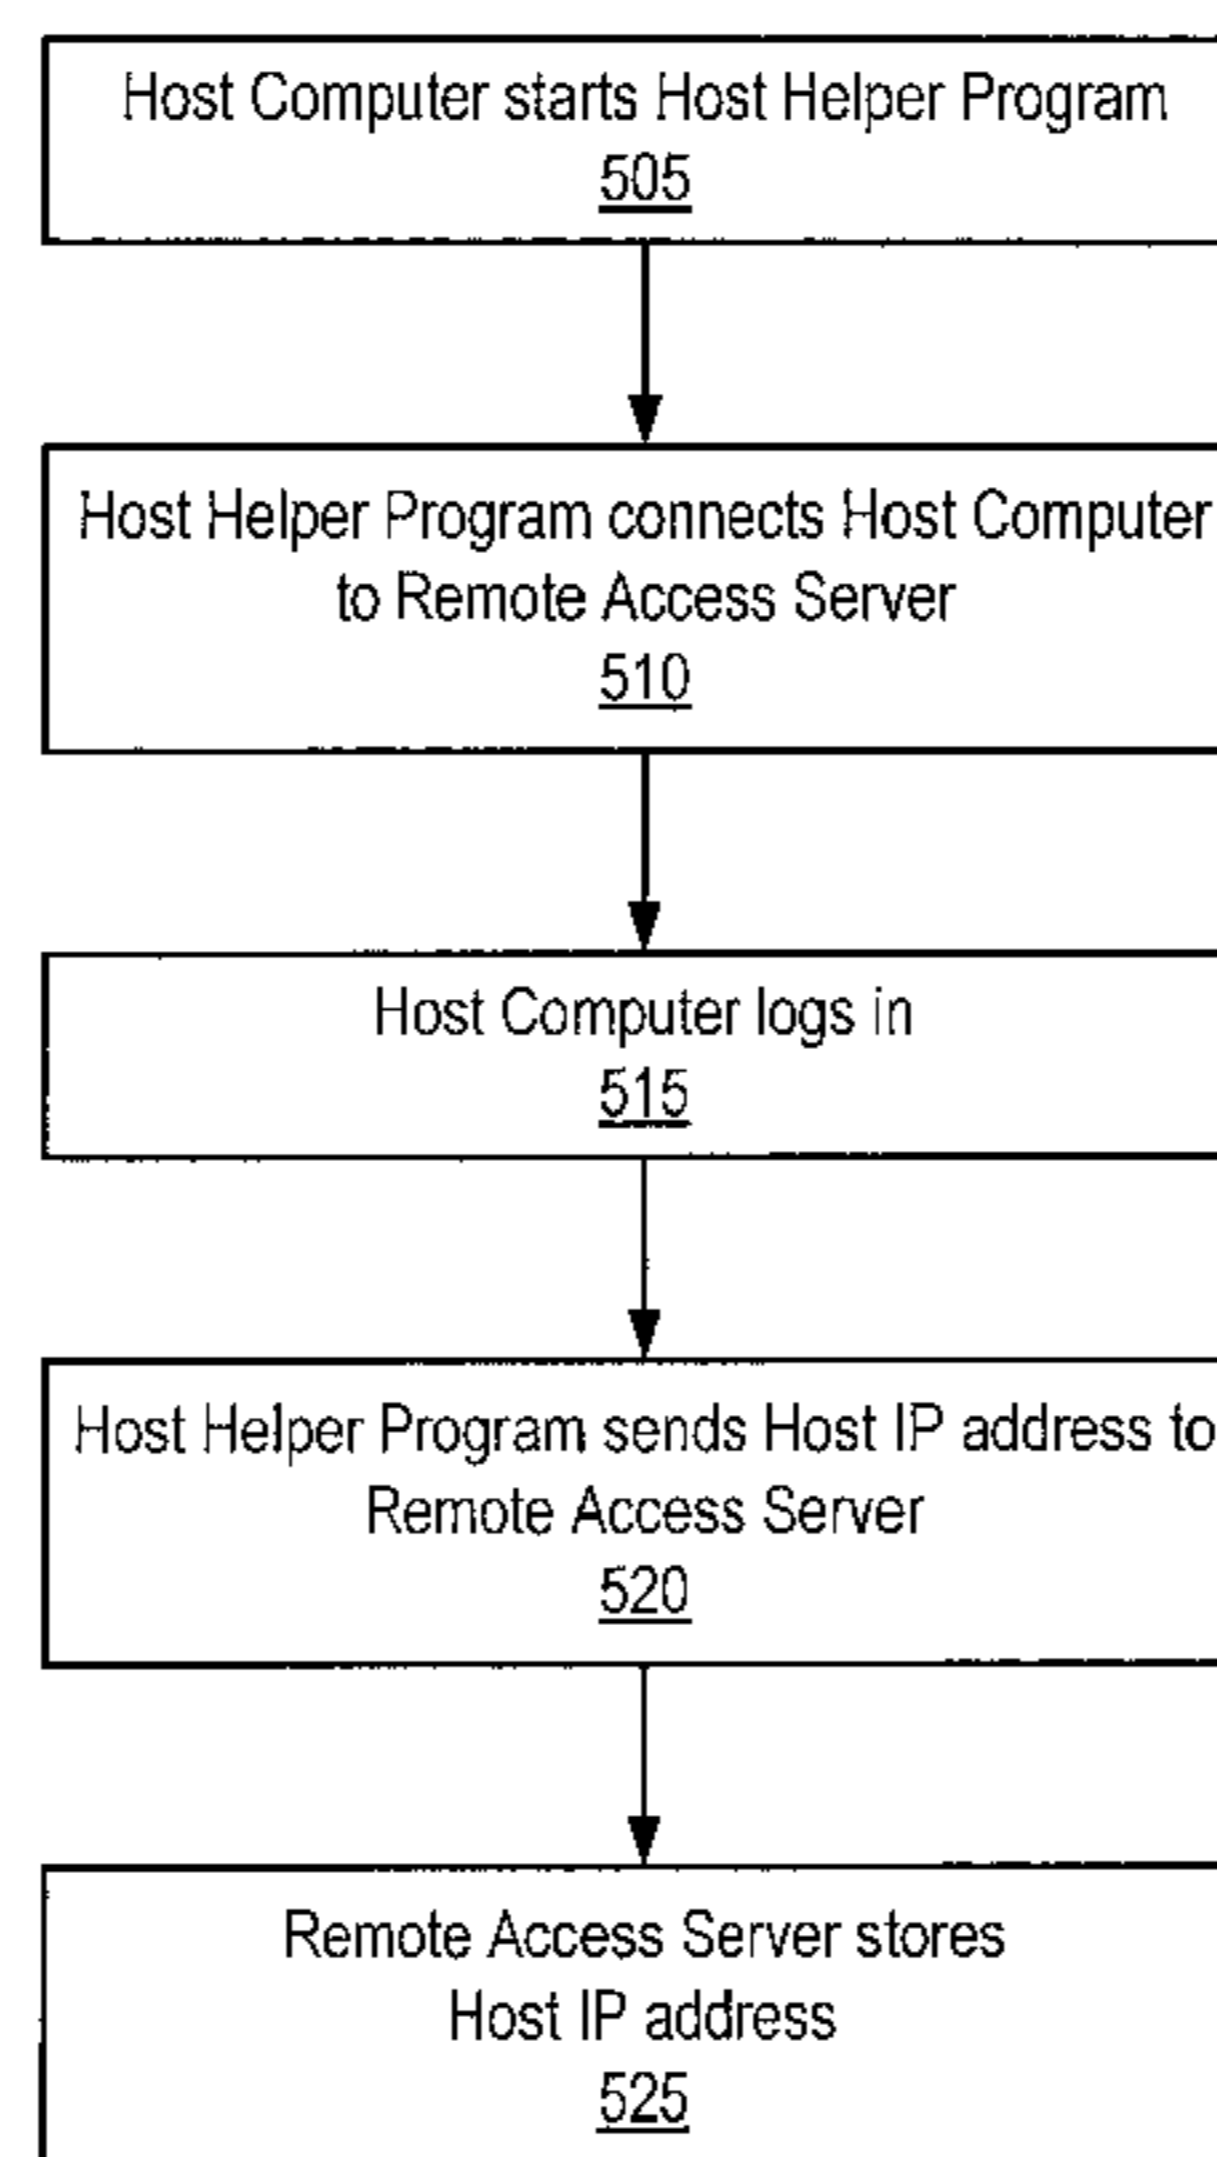 Host Computer starts Host Helper Program
505
Host Helper Program connects Host Computer
to Remote Access Server
510
Host Computer logs in
515
Host Helper Program sends Host IP address to
Remote Access Server
520
Remote Access Server stores
Host IP address
525